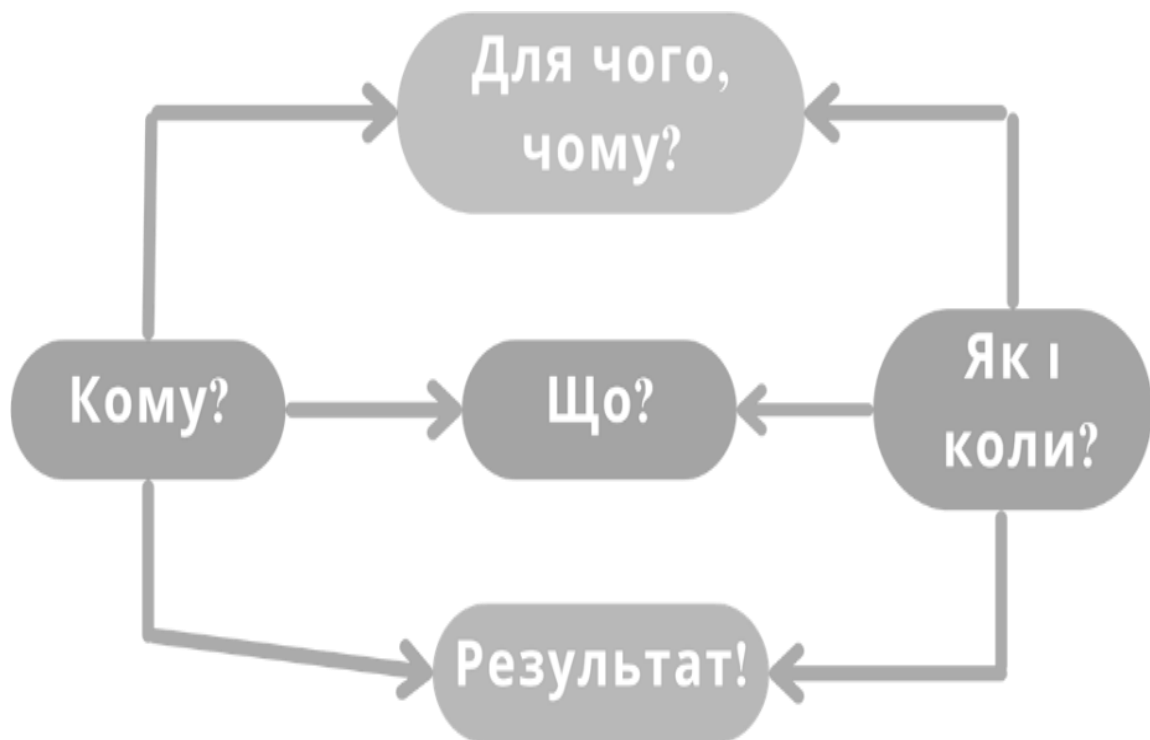 Для чого,
чому?
Кому?
Що?
Як і
коли?
Результат!